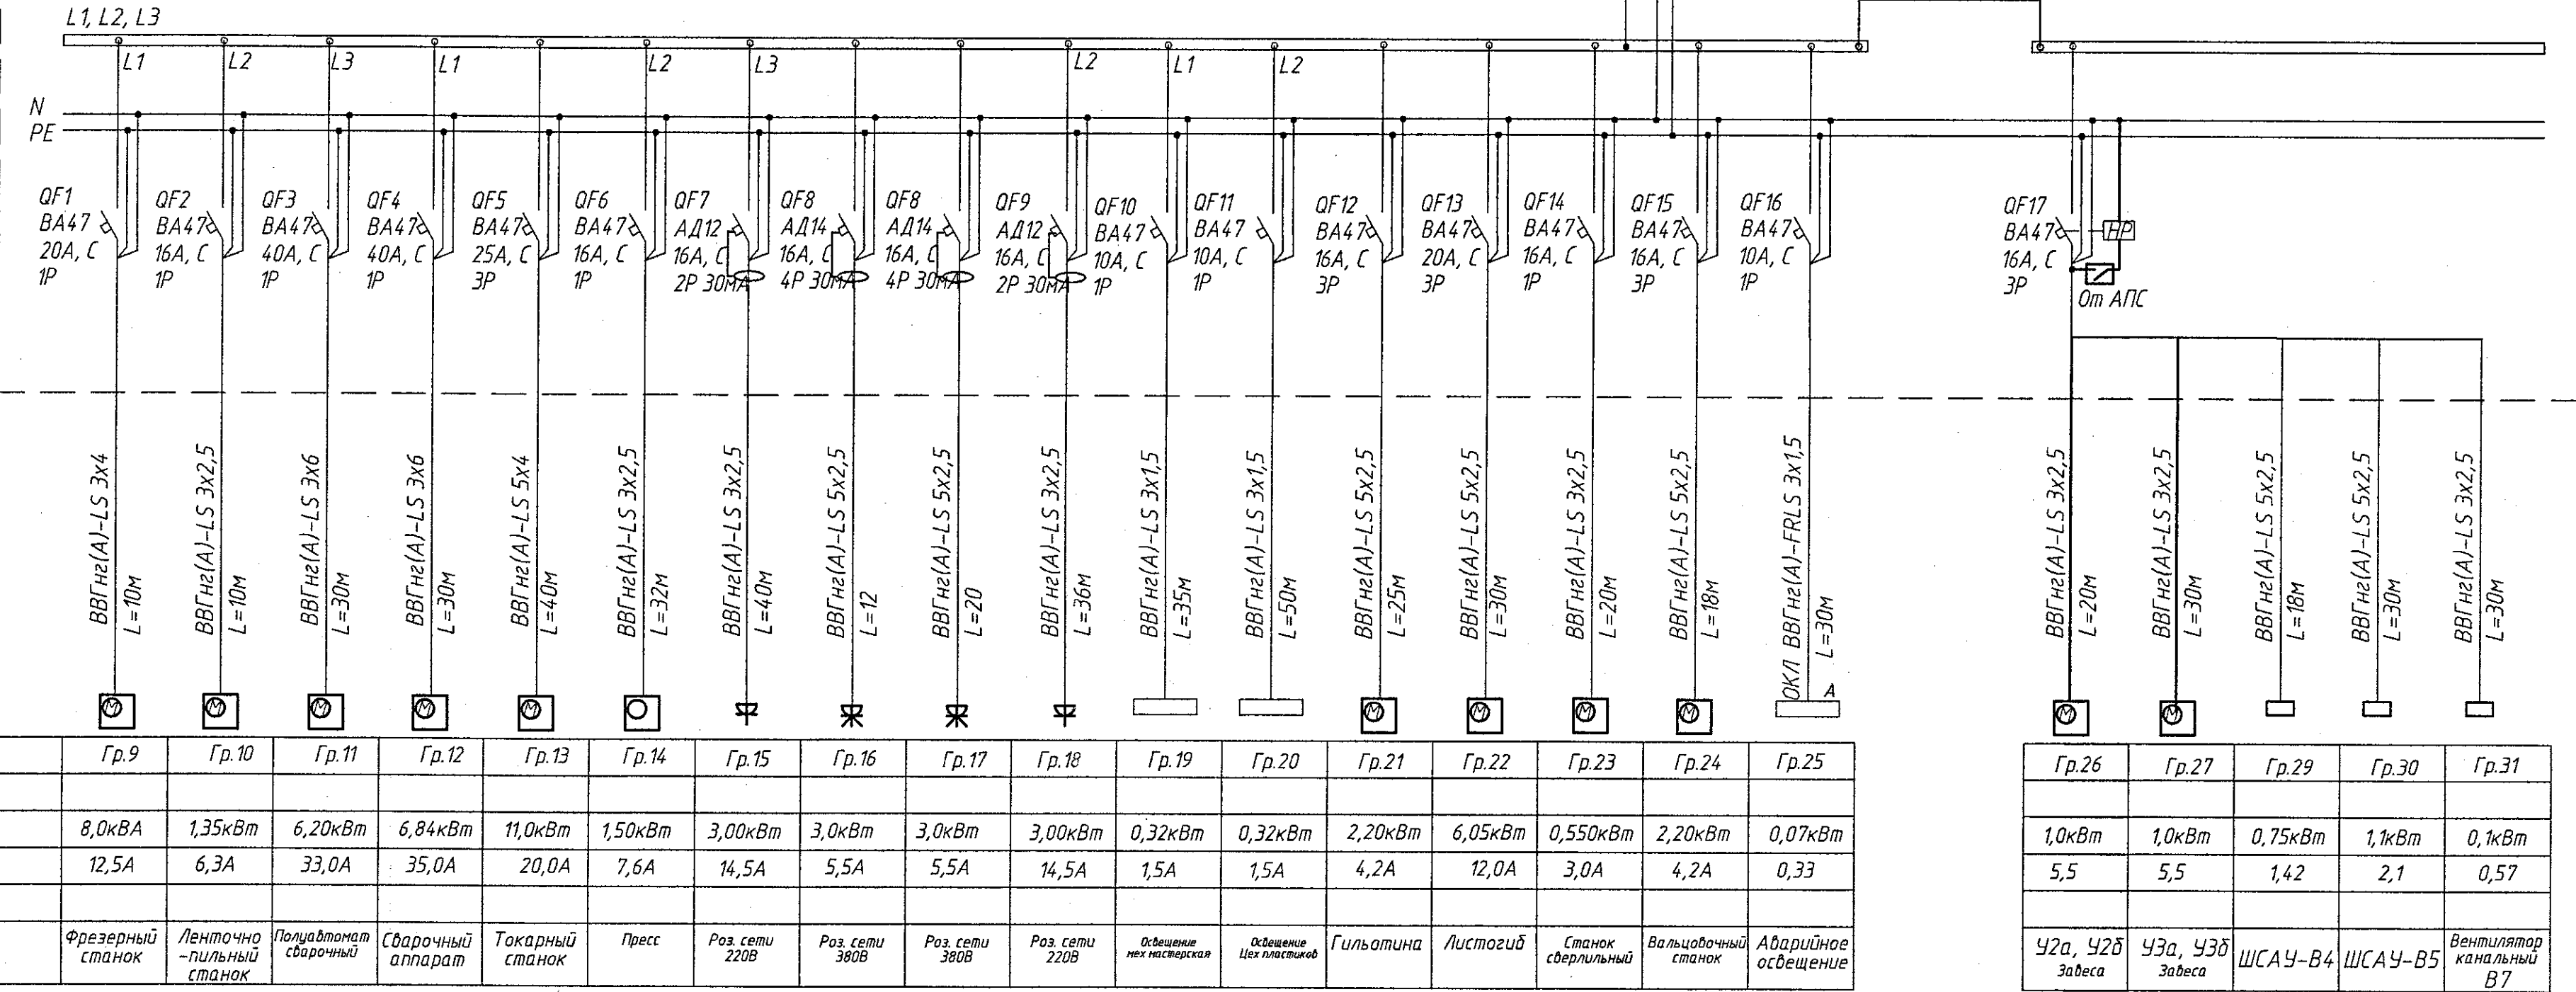 L1, L2, L3
L1
L2
L3
L1
L2
L3
L2
L1
L2
N
PE
QF1
ВА47
20А, С
1Р
QF2
ВА47
16А, С
1Р
QF3
ВА47
40А, С
1Р
QF4
ВА47
40А, С
1Р
QF5
ВА47
25А, С
3Р
QF6
ВА47
16А, С
1Р
QF7
АД12
16А, С
2Р 30мА
QF8
АД14
16А, С
4Р 30мА
QF8
АД14
16А, С
4Р 30мА
QF9
АД12
16А, С
2Р 30мА
QF10
ВА47
10А, С
1Р
QF11
ВА47
10А, С
1Р
QF12
ВА47
16А, С
3Р
QF13
ВА47
20А, С
3Р
QF14
ВА47
16А, С
1Р
QF15
ВА47
16А, С
3Р
QF16
ВА47
10А, С
1Р
QF17
ВА47
16А, С
3Р
НР
От АПС
ВВГнг(А)-LS 3х4
L=10м
ВВГнг(А)-LS 3х2,5
L=10м
ВВГнг(А)-LS 3х6
L=30м
ВВГнг(А)-LS 3х6
L=30м
ВВГнг(А)-LS 5х4
L=40м
ВВГнг(А)-LS 3х2,5
L=32м
ВВГнг(А)-LS 3х2,5
L=40м
ВВГнг(А)-LS 5х2,5
L=12
ВВГнг(А)-LS 5х2,5
L=20
ВВГнг(А)-LS 3х2,5
L=36м
ВВГнг(А)-LS 3х1,5
L=35м
ВВГнг(А)-LS 3х1,5
L=50м
ВВГнг(А)-LS 5х2,5
L=25м
ВВГнг(А)-LS 5х2,5
L=30м
ВВГнг(А)-LS 3х2,5
L=20м
ВВГнг(А)-LS 5х2,5
L=18м
ОКЛ ВВГнг(А)-FRLS 3х1,5
L=30м
ВВГнг(А)-LS 3х2,5
L=20м
ВВГнг(А)-LS 3х2,5
L=30м
ВВГнг(А)-LS 5х2,5
L=18м
ВВГнг(А)-LS 5х2,5
L=30м
ВВГнг(А)-LS 3х2,5
L=30м
М М М М М М М М М М М
А
Гр.9 Гр.10 Гр.11 Гр.12 Гр.13 Гр.14 Гр.15 Гр.16 Гр.17 Гр.18 Гр.19 Гр.20 Гр.21 Гр.22 Гр.23 Гр.24 Гр.25 Гр.26 Гр.27 Гр.29 Гр.30 Гр.31
8,0кВА 1,35кВт 6,20кВт 6,84кВт 11,0кВт 1,50кВт 3,00кВт 3,0кВт 3,0кВт 3,00кВт 0,32кВт 0,32кВт 2,20кВт 6,05кВт 0,550кВт 2,20кВт 0,07кВт 1,0кВт 1,0кВт 0,75кВт 1,1кВт 0,1кВт
12,5А 6,3А 33,0А 35,0А 20,0А 7,6А 14,5А 5,5А 5,5А 14,5А 1,5А 1,5А 4,2А 12,0А 3,0А 4,2А 0,33 5,5 5,5 1,42 2,1 0,57
Фрезерный
станок
Ленточно
-пильный
станок
Полуавтомат
сварочный
Сварочный
аппарат
Токарный
станок
Пресс
Роз. сети
220В
Роз. сети
380В
Роз. сети
380В
Роз. сети
220В
Освещение
мех мастерская
Освещение
Цех пластиков
Гильотина
Листогиб
Станок
сверлильный
Вальцовочный
станок
Аварийное
освещение
У2а, У2б
Завеса
У3а, У3б
Завеса
ШСАУ-В4
ШСАУ-В5
Вентилятор
канальный
В7